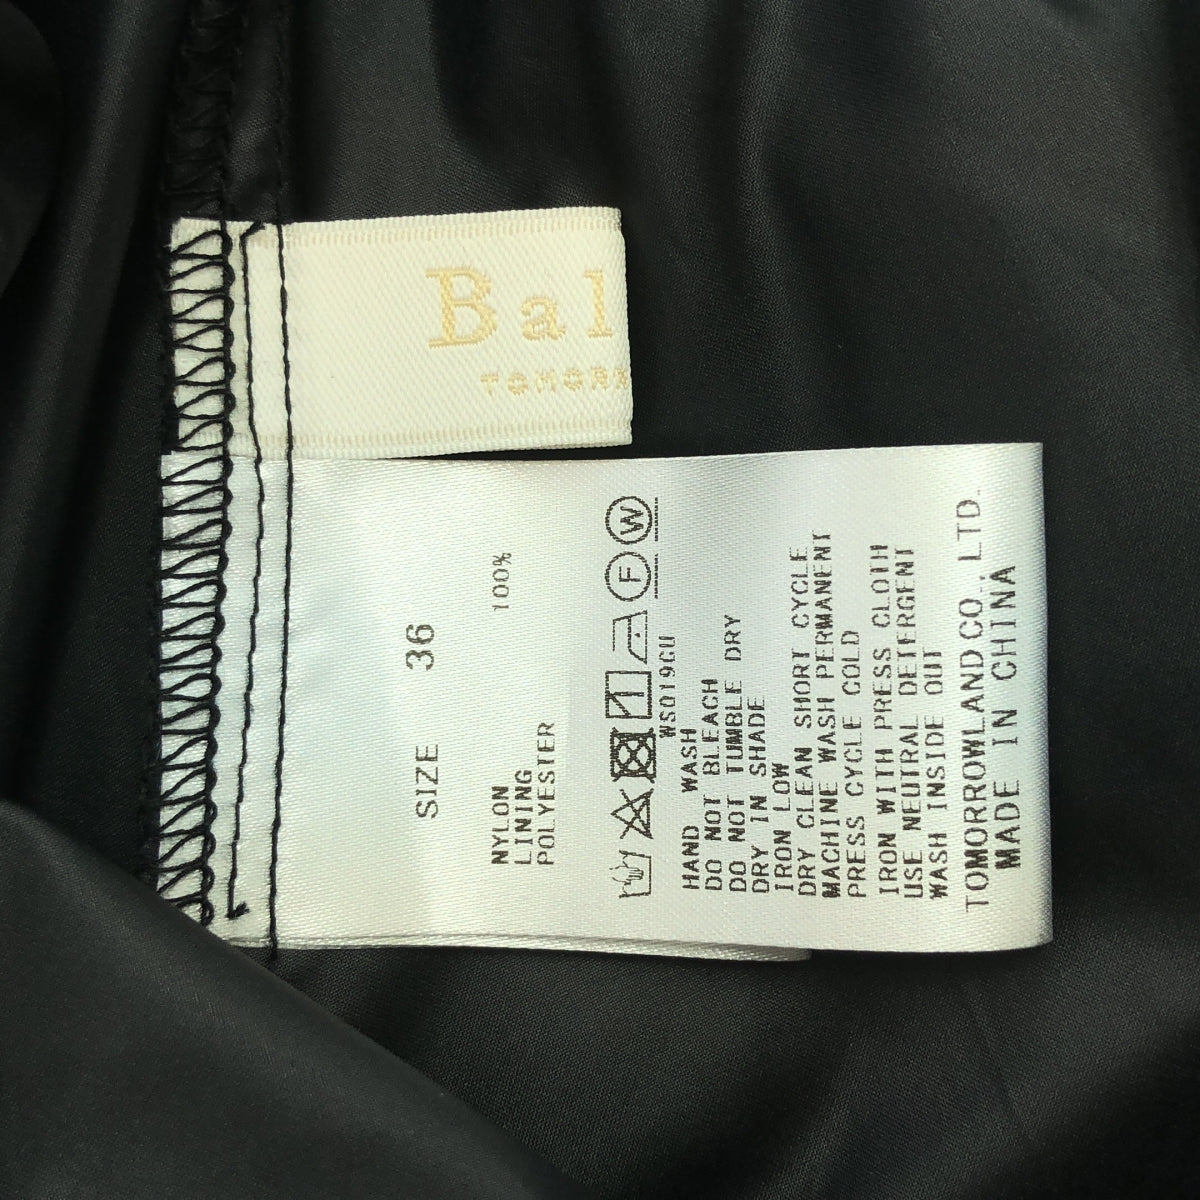 Bal
TOMORR
SIZE 36
NYLON 100%
LINING
POLYESTER
1 F W
WS019GU
HAND WASH
DO NOT BLEACH
DO NOT TUMBLE DRY
DRY IN SHADE
IRON LOW
DRY CLEAN SHORT CYCLE
MACHINE WASH PERMANENT
PRESS CYCLE COLD
IRON WITH PRESS CLOTH
USE NEUTRAL DETERGENT
WASH INSIDE OUT
TOMORROWLAND CO., LTD.
MADE IN CHINA